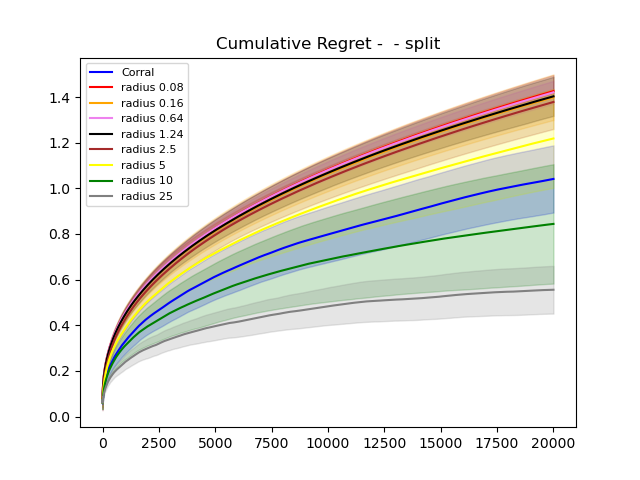 Cumulative Regret -  - split
Corral
radius 0.08
radius 0.16
radius 0.64
radius 1.24
radius 2.5
radius 5
radius 10
radius 25
1.4
1.2
1.0
0.8
0.6
0.4
0.2
0.0
0 2500 5000 7500 10000 12500 15000 17500 20000